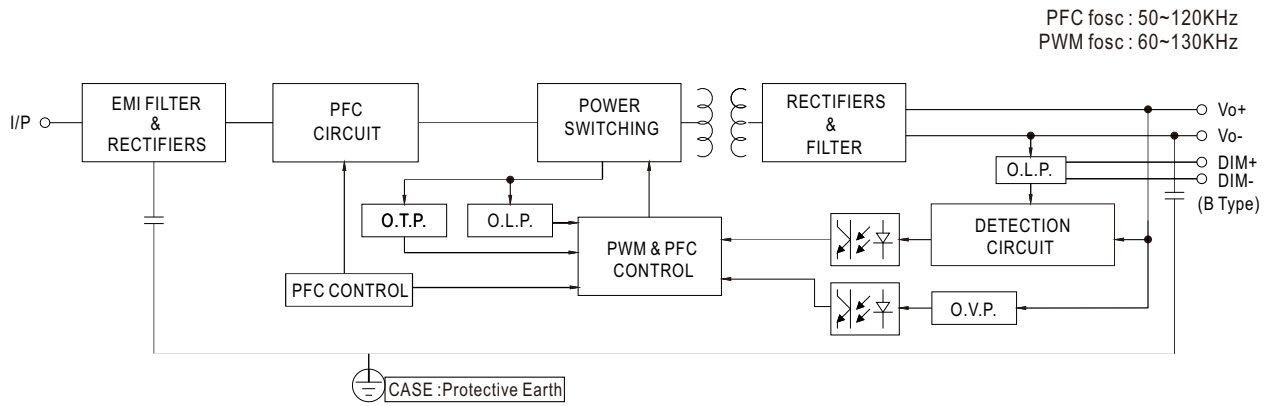 PFC fosc : 50~120KHz
PWM fosc : 60~130KHz
I/P
EMI FILTER
&
RECTIFIERS
PFC
CIRCUIT
POWER
SWITCHING
RECTIFIERS
&
FILTER
Vo+
Vo-
DIM+
DIM-
(B Type)
O.L.P.
O.T.P.
O.L.P.
DETECTION
CIRCUIT
PWM & PFC
CONTROL
PFC CONTROL
O.V.P.
CASE :Protective Earth